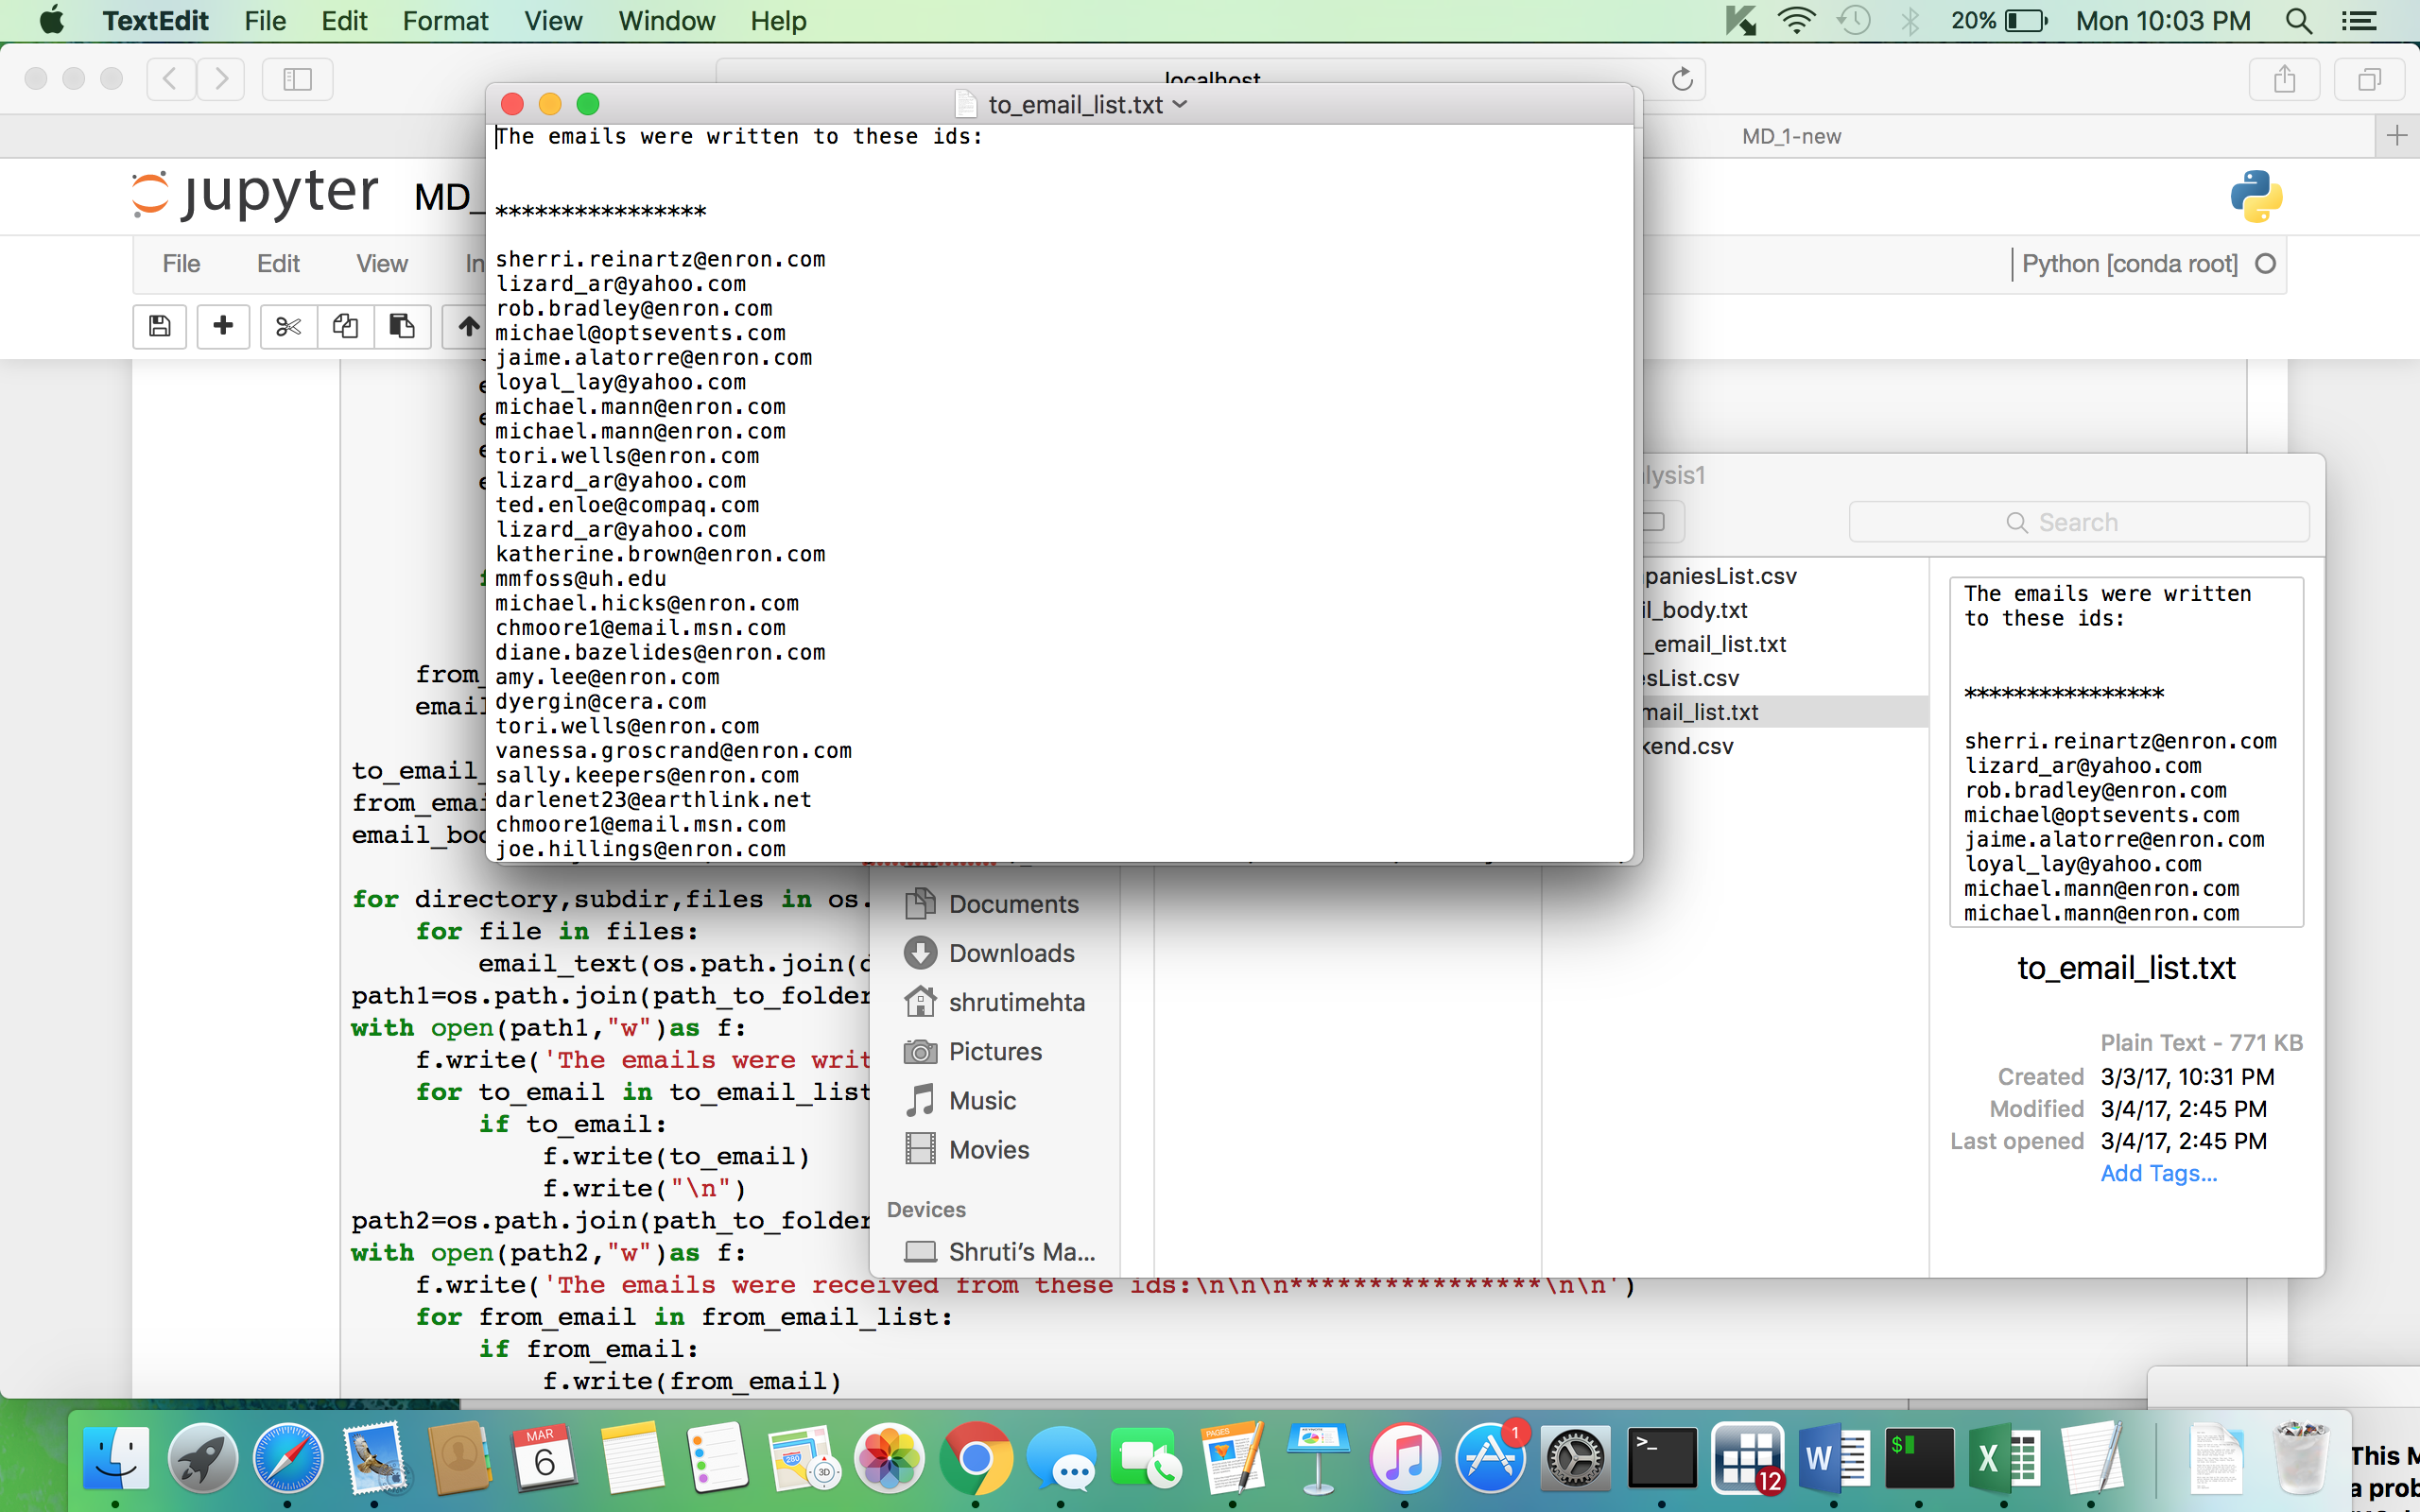 TextEdit File Edit Format View Window Help 20% Mon 10:03 PM
localhost
to_email_list.txt
MD_1-new
jupyter MD_
File Edit View In
Python [conda root]
The emails were written to these ids:
****************
sherri.reinartz@enron.com
lizard_ar@yahoo.com
rob.bradley@enron.com
michael@optsevents.com
jaime.alatorre@enron.com
loyal_lay@yahoo.com
michael.mann@enron.com
michael.mann@enron.com
tori.wells@enron.com
lizard_ar@yahoo.com
ted.enloe@compaq.com
lizard_ar@yahoo.com
katherine.brown@enron.com
mmfoss@uh.edu
michael.hicks@enron.com
chmoore1@email.msn.com
diane.bazelides@enron.com
amy.lee@enron.com
dyergin@cera.com
tori.wells@enron.com
vanessa.groscrand@enron.com
sally.keepers@enron.com
darlenet23@earthlink.net
chmoore1@email.msn.com
joe.hillings@enron.com
from_
email
to_email_
from_emai
email_boo
for directory,subdir,files in os.
for file in files:
email_text(os.path.join(d
path1=os.path.join(path_to_folder
with open(path1,"w")as f:
f.write('The emails were writ
for to_email in to_email_list
if to_email:
f.write(to_email)
f.write("\n")
path2=os.path.join(path_to_folder
with open(path2,"w")as f:
f.write('The emails were received from these ids:\n\n\n****************\n\n')
for from_email in from_email_list:
if from_email:
f.write(from_email)
Documents
Downloads
shrutimehta
Pictures
Music
Movies
Devices
Shruti's Ma...
lysis1
Search
paniesList.csv
il_body.txt
_email_list.txt
esList.csv
mail_list.txt
kend.csv
The emails were written
to these ids:
****************
sherri.reinartz@enron.com
lizard_ar@yahoo.com
rob.bradley@enron.com
michael@optsevents.com
jaime.alatorre@enron.com
loyal_lay@yahoo.com
michael.mann@enron.com
michael.mann@enron.com
to_email_list.txt
Plain Text - 771 KB
Created 3/3/17, 10:31 PM
Modified 3/4/17, 2:45 PM
Last opened 3/4/17, 2:45 PM
Add Tags...
MAR
6
280
3D
PAGES
1
>_
12
W
$
X
This M
a prob